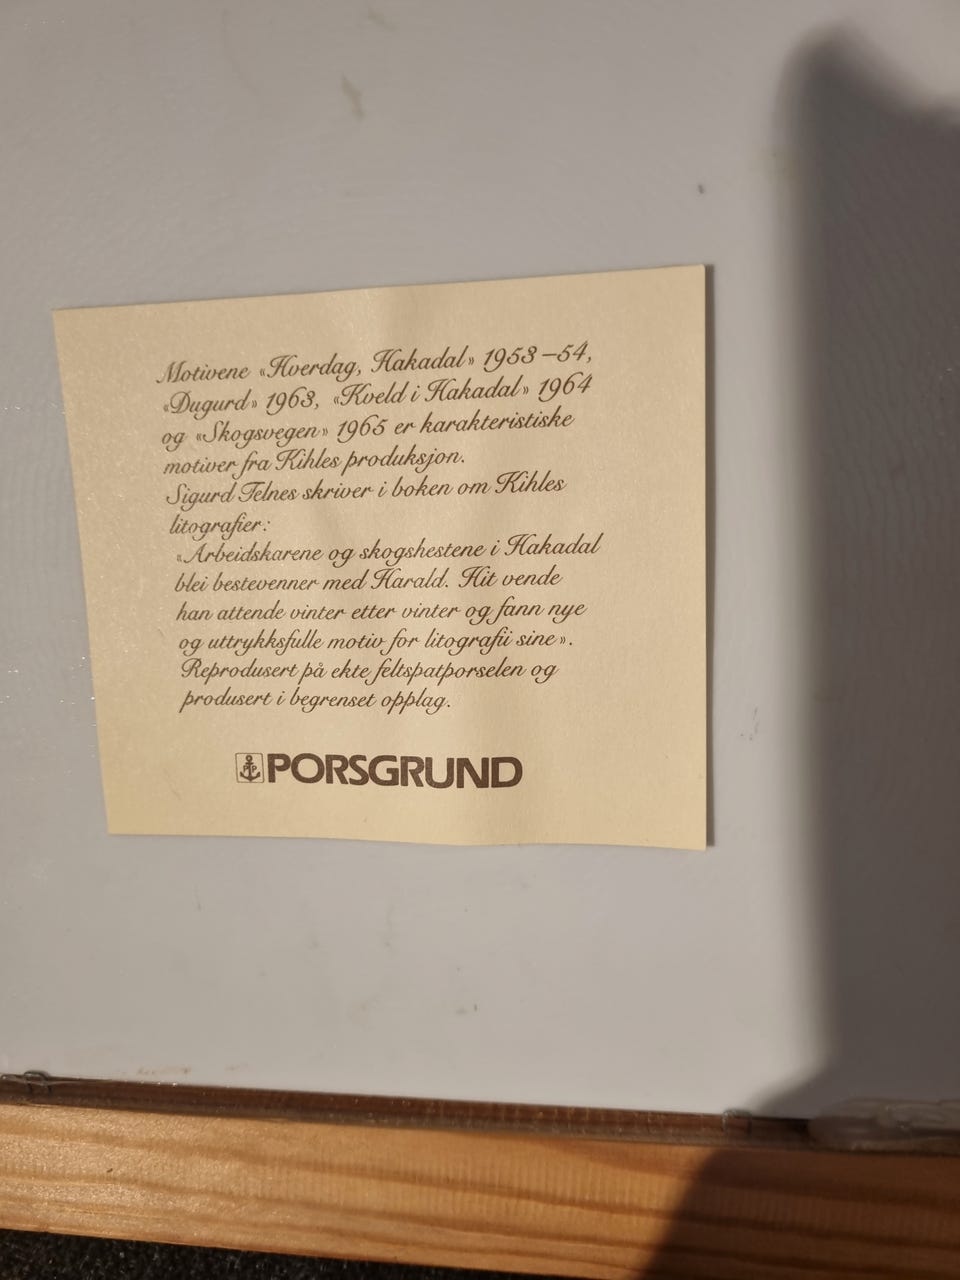 Motivene «Hverdag, Hakadal» 1953–54,
«Dugurd» 1963, «Kveld i Hakadal» 1964
og «Skogsvegen» 1965 er karakteristiske
motiver fra Kihles produksjon.
Sigurd Telnes skriver i boken om Kihles
litografier:
«Arbeidskarene og skogshestene i Hakadal
blei bestevenner med Harald. Hit vende
han attende vinter etter vinter og fann nye
og uttrykksfulle motiv for litografii sine».
Reprodusert på ekte feltspatporselen og
produsert i begrenset opplag.
PP PORSGRUND